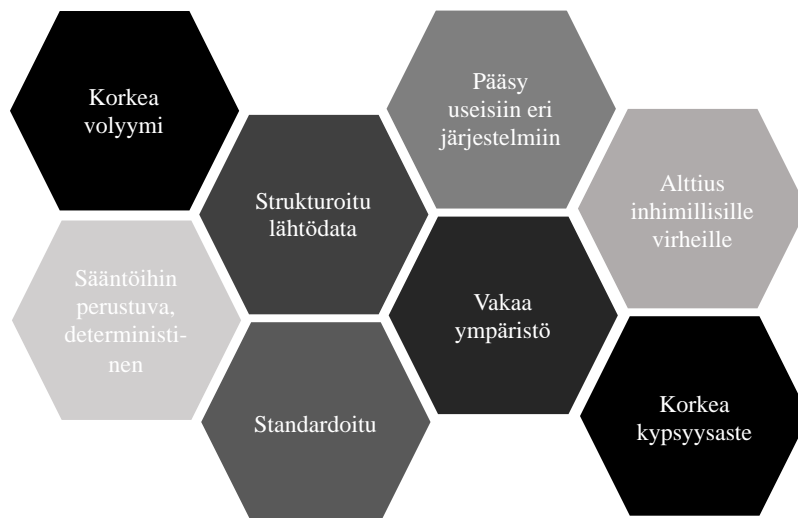 Korkea
volyymi
Pääsy
useisiin eri
järjestelmiin
Strukturoitu
lähtödata
Alttius
inhimillisille
virheille
Sääntöihin
perustuva,
deterministi-
nen
Vakaa
ympäristö
Standardoitu
Korkea
kypsyysaste